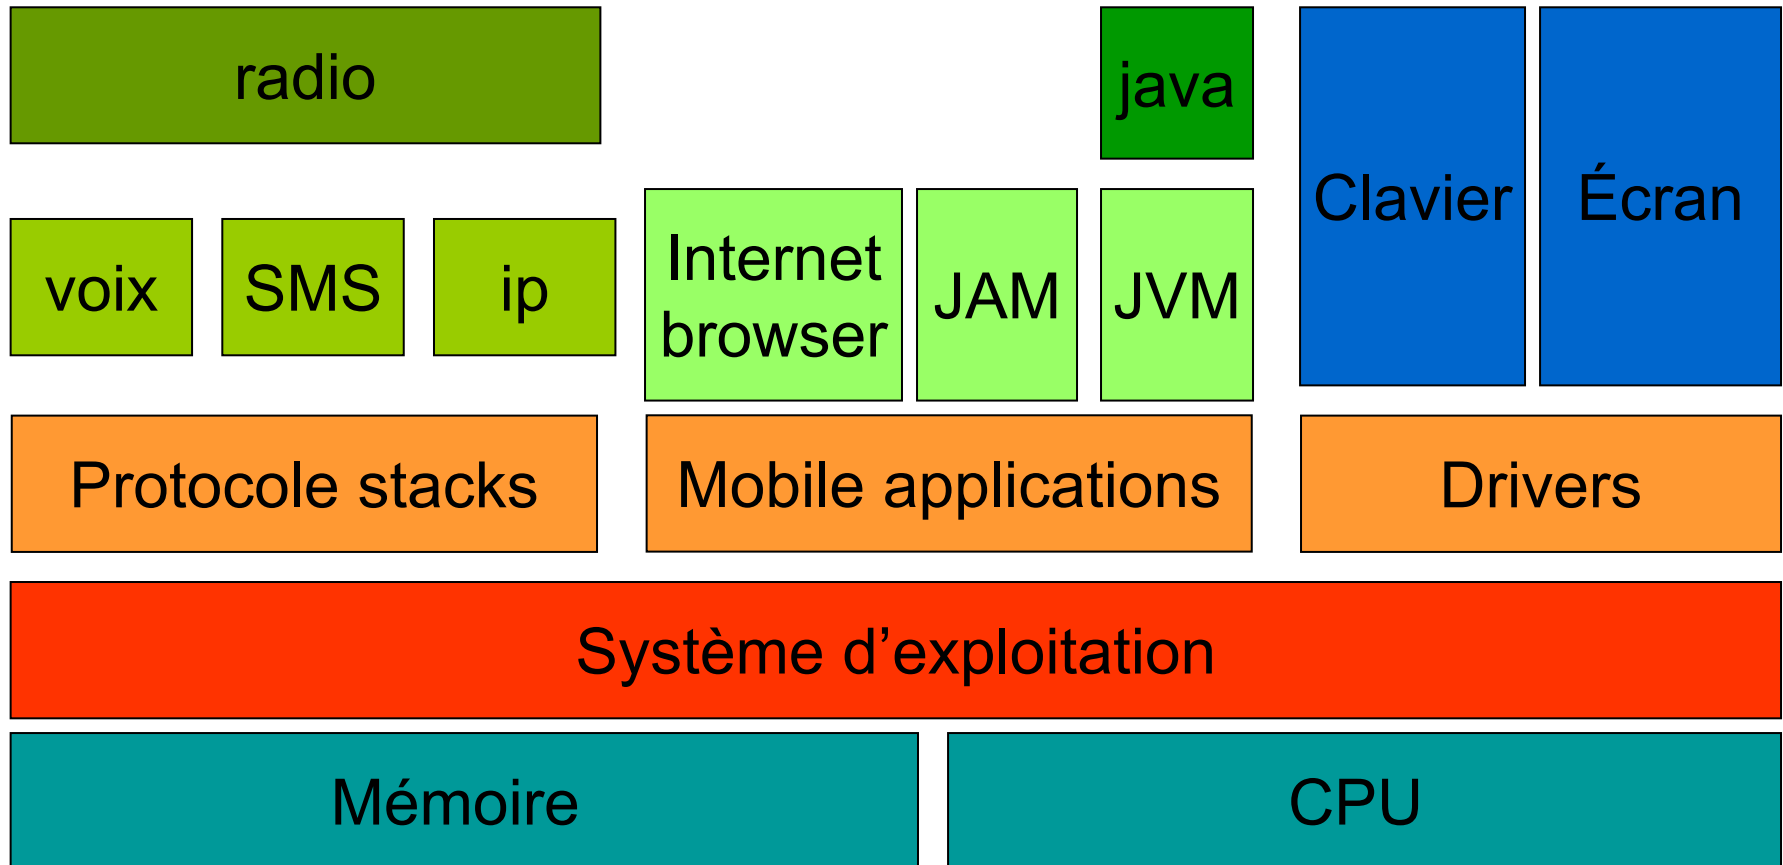 radio
java
Clavier
Écran
voix
SMS
ip
Internet
browser
JAM
JVM
Protocole stacks
Mobile applications
Drivers
Système d’exploitation
Mémoire
CPU